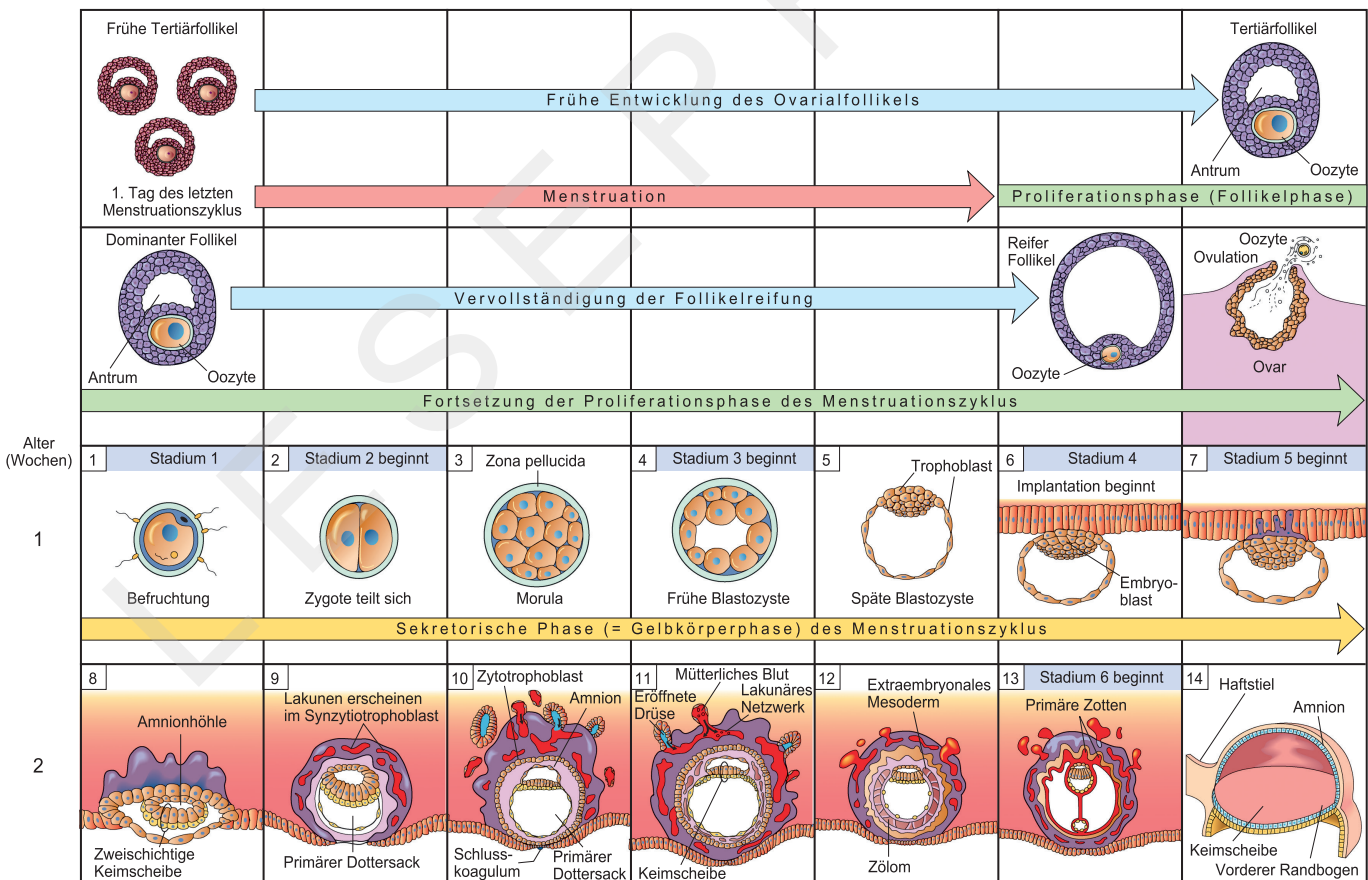 Frühe Tertiärfollikel
Tertiärfollikel
Frühe Entwicklung des Ovarialfollikels
Antrum
Oozyte
1. Tag des letzten
Menstruationszyklus
Menstruation
Proliferationsphase (Follikelphase)
Dominanter Follikel
Antrum
Oozyte
Vervollständigung der Follikelreifung
Reifer
Follikel
Oozyte
Oozyte
Ovulation
Ovar
Fortsetzung der Proliferationsphase des Menstruationszyklus
Alter
(Wochen)
1
1
Stadium 1
Befruchtung
2
Stadium 2 beginnt
Zygote teilt sich
3
Zona pellucida
Morula
4
Stadium 3 beginnt
Frühe Blastozyste
5
Trophoblast
Späte Blastozyste
6
Stadium 4
Implantation beginnt
Embryo-
blast
7
Stadium 5 beginnt
Sekretorische Phase (= Gelbkörperphase) des Menstruationszyklus
2
8
Amnionhöhle
Zweischichtige
Keimscheibe
9
Lakunen erscheinen
im Synzytiotrophoblast
Primärer Dottersack
10
Zytotrophoblast
Amnion
Schluss-
koagulum
Primärer
Dottersack
11
Mütterliches Blut
Eröffnete
Drüse
Lakunäres
Netzwerk
Keimscheibe
12
Extraembryonales
Mesoderm
Zölom
13
Stadium 6 beginnt
Primäre Zotten
14
Haftstiel
Amnion
Keimscheibe
Vorderer Randbogen
LESEPR